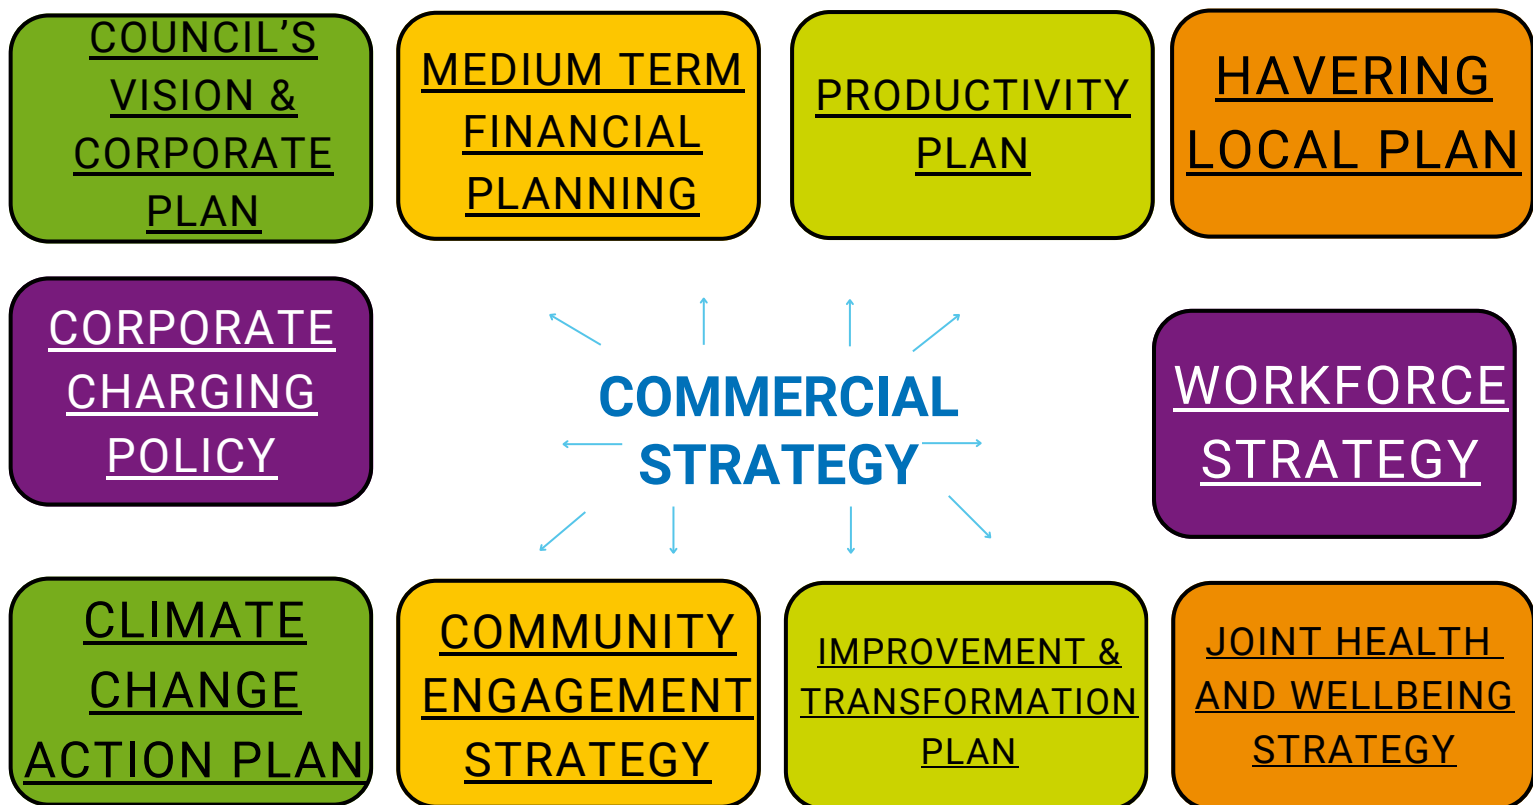 COUNCIL'S
VISION &
CORPORATE
PLAN
MEDIUM TERM
FINANCIAL
PLANNING
PRODUCTIVITY
PLAN
HAVERING
LOCAL PLAN
CORPORATE
CHARGING
POLICY
COMMERCIAL
STRATEGY
WORKFORCE
STRATEGY
CLIMATE
CHANGE
ACTION PLAN
COMMUNITY
ENGAGEMENT
STRATEGY
IMPROVEMENT &
TRANSFORMATION
PLAN
JOINT HEALTH
AND WELLBEING
STRATEGY